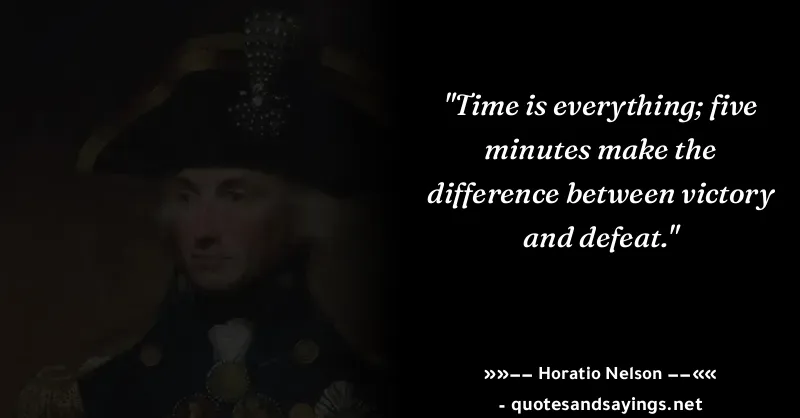 "Time is everything; five
minutes make the
difference between victory
and defeat."
»»−− Horatio Nelson −−««
- quotesandsayings.net